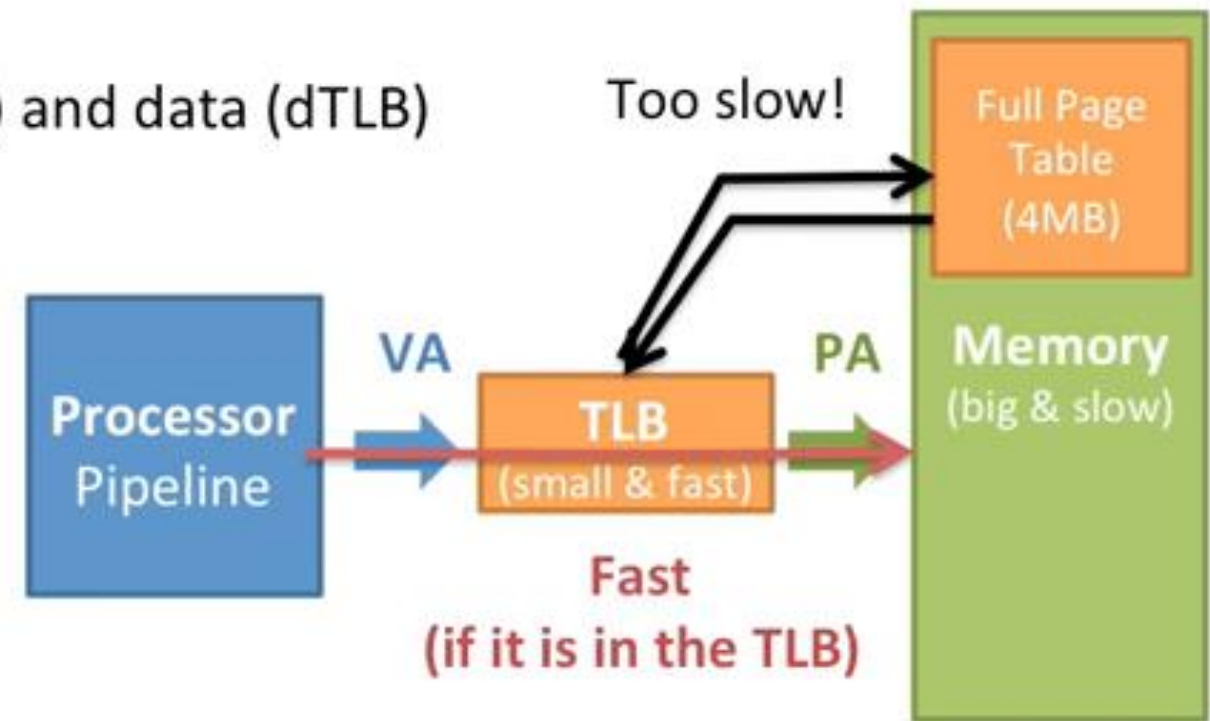 ) and data (dTLB)
Too slow!
Full Page
Table
(4MB)
VA
PA
Memory
(big & slow)
Processor
Pipeline
TLB
(small & fast)
Fast
(if it is in the TLB)